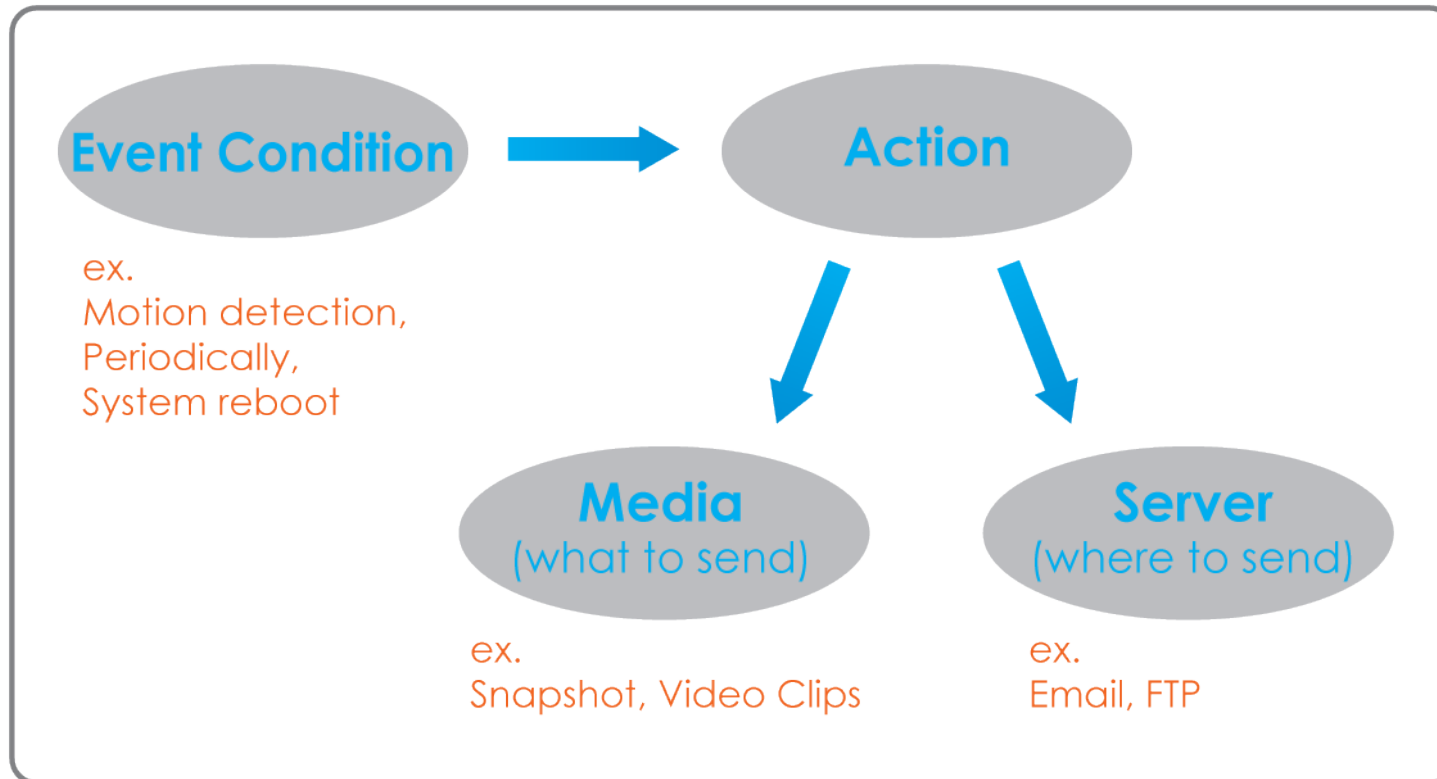 Event Condition
Action
ex.
Motion detection,
Periodically,
System reboot
Media
(what to send)
ex.
Snapshot, Video Clips
Server
(where to send)
ex.
Email, FTP